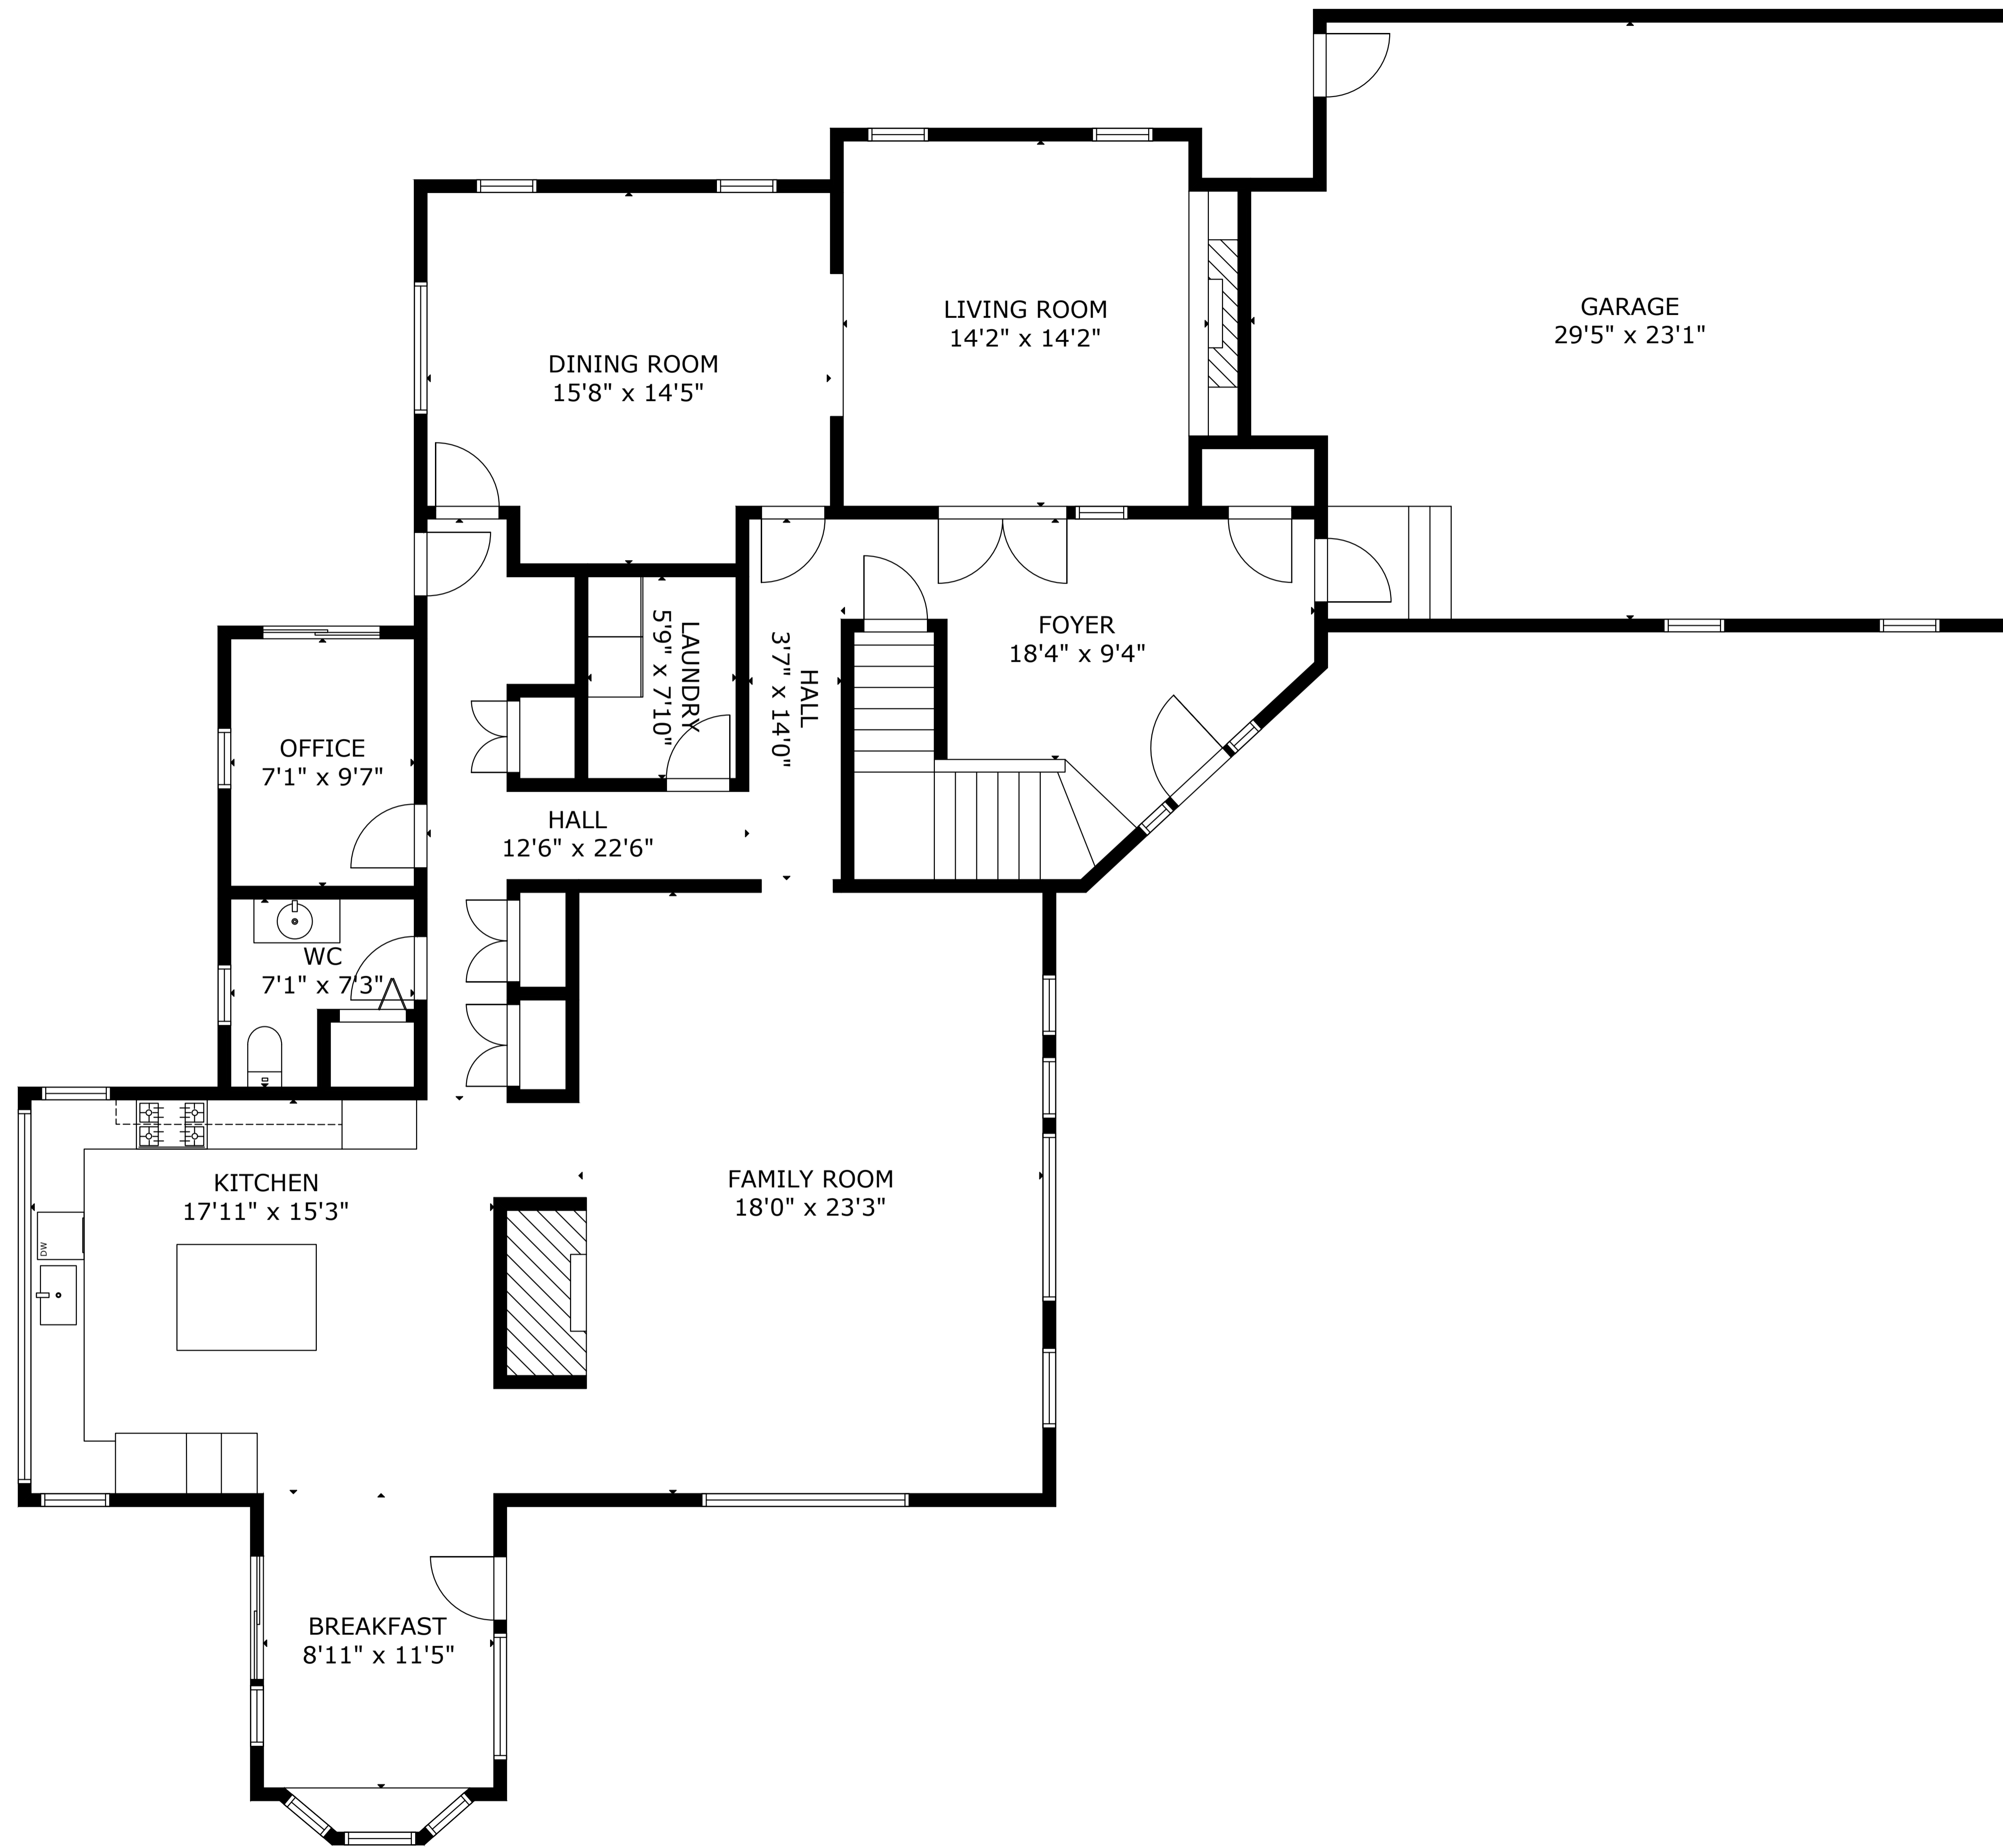 GARAGE
29'5" x 23'1"
LIVING ROOM
14'2" x 14'2"
DINING ROOM
15'8" x 14'5"
FOYER
18'4" x 9'4"
LAUNDRY
5'9" x 7'10"
HALL
3'7" x 14'0"
OFFICE
7'1" x 9'7"
HALL
12'6" x 22'6"
WC
7'1" x 7'3"
KITCHEN
17'11" x 15'3"
FAMILY ROOM
18'0" x 23'3"
DW
BREAKFAST
8'11" x 11'5"